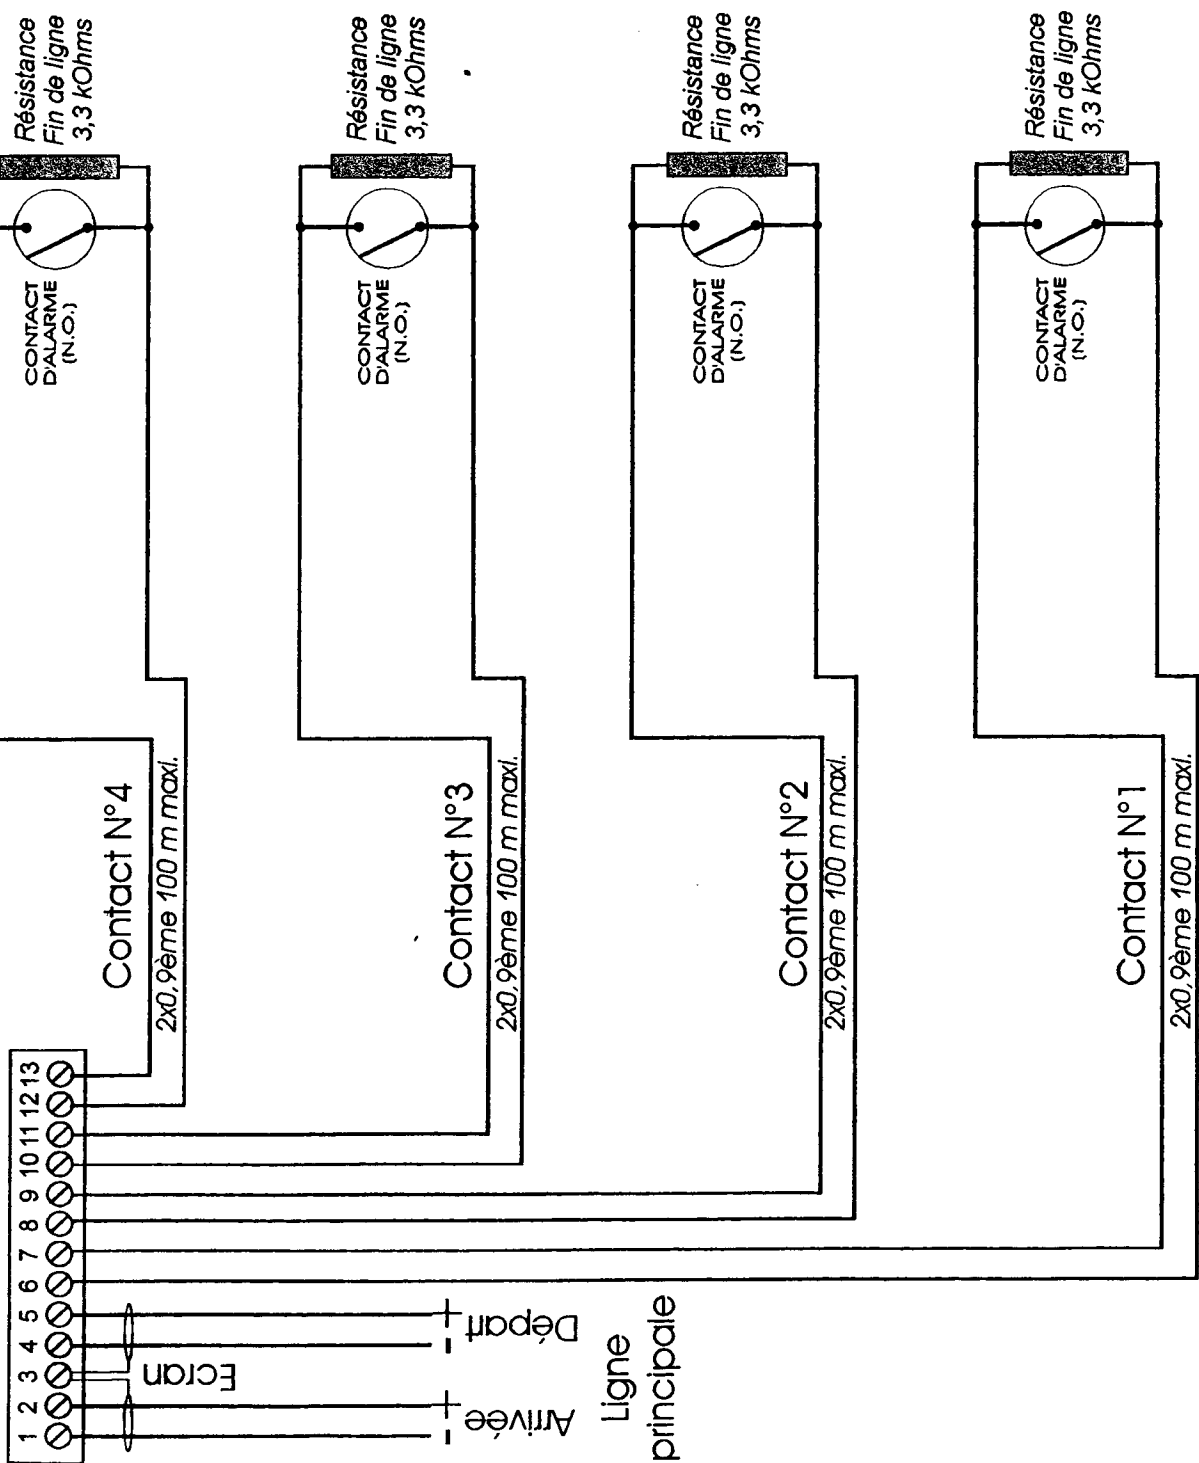 Résistance
Fin de ligne
3,3 kOhms
CONTACT
D'ALARME
(N.O.)
Contact N°4
2x0,9ème 100 m maxi.
Résistance
Fin de ligne
3,3 kOhms
CONTACT
D'ALARME
(N.O.)
Contact N°3
2x0,9ème 100 m maxi.
Résistance
Fin de ligne
3,3 kOhms
CONTACT
D'ALARME
(N.O.)
Contact N°2
2x0,9ème 100 m maxi.
Résistance
Fin de ligne
3,3 kOhms
CONTACT
D'ALARME
(N.O.)
Contact N°1
2x0,9ème 100 m maxi.
1 2 3 4 5 6 7 8 9 10 11 12 13
Ecran
- +
Arrivée
- +
Départ
Ligne
principale